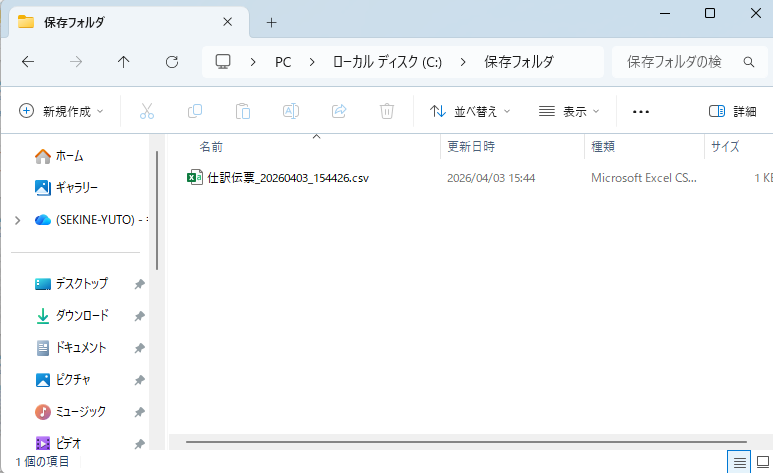 保存フォルダ
PC
ローカル ディスク (C:)
保存フォルダ
保存フォルダの検
新規作成
並べ替え
表示
詳細
名前
更新日時
種類
サイズ
仕訳伝票_20260403_154426.csv
2026/04/03 15:44
Microsoft Excel CS...
1 KB
ホーム
ギャラリー
(SEKINE-YUTO) -
デスクトップ
ダウンロード
ドキュメント
ピクチャ
ミュージック
ビデオ
1 個の項目